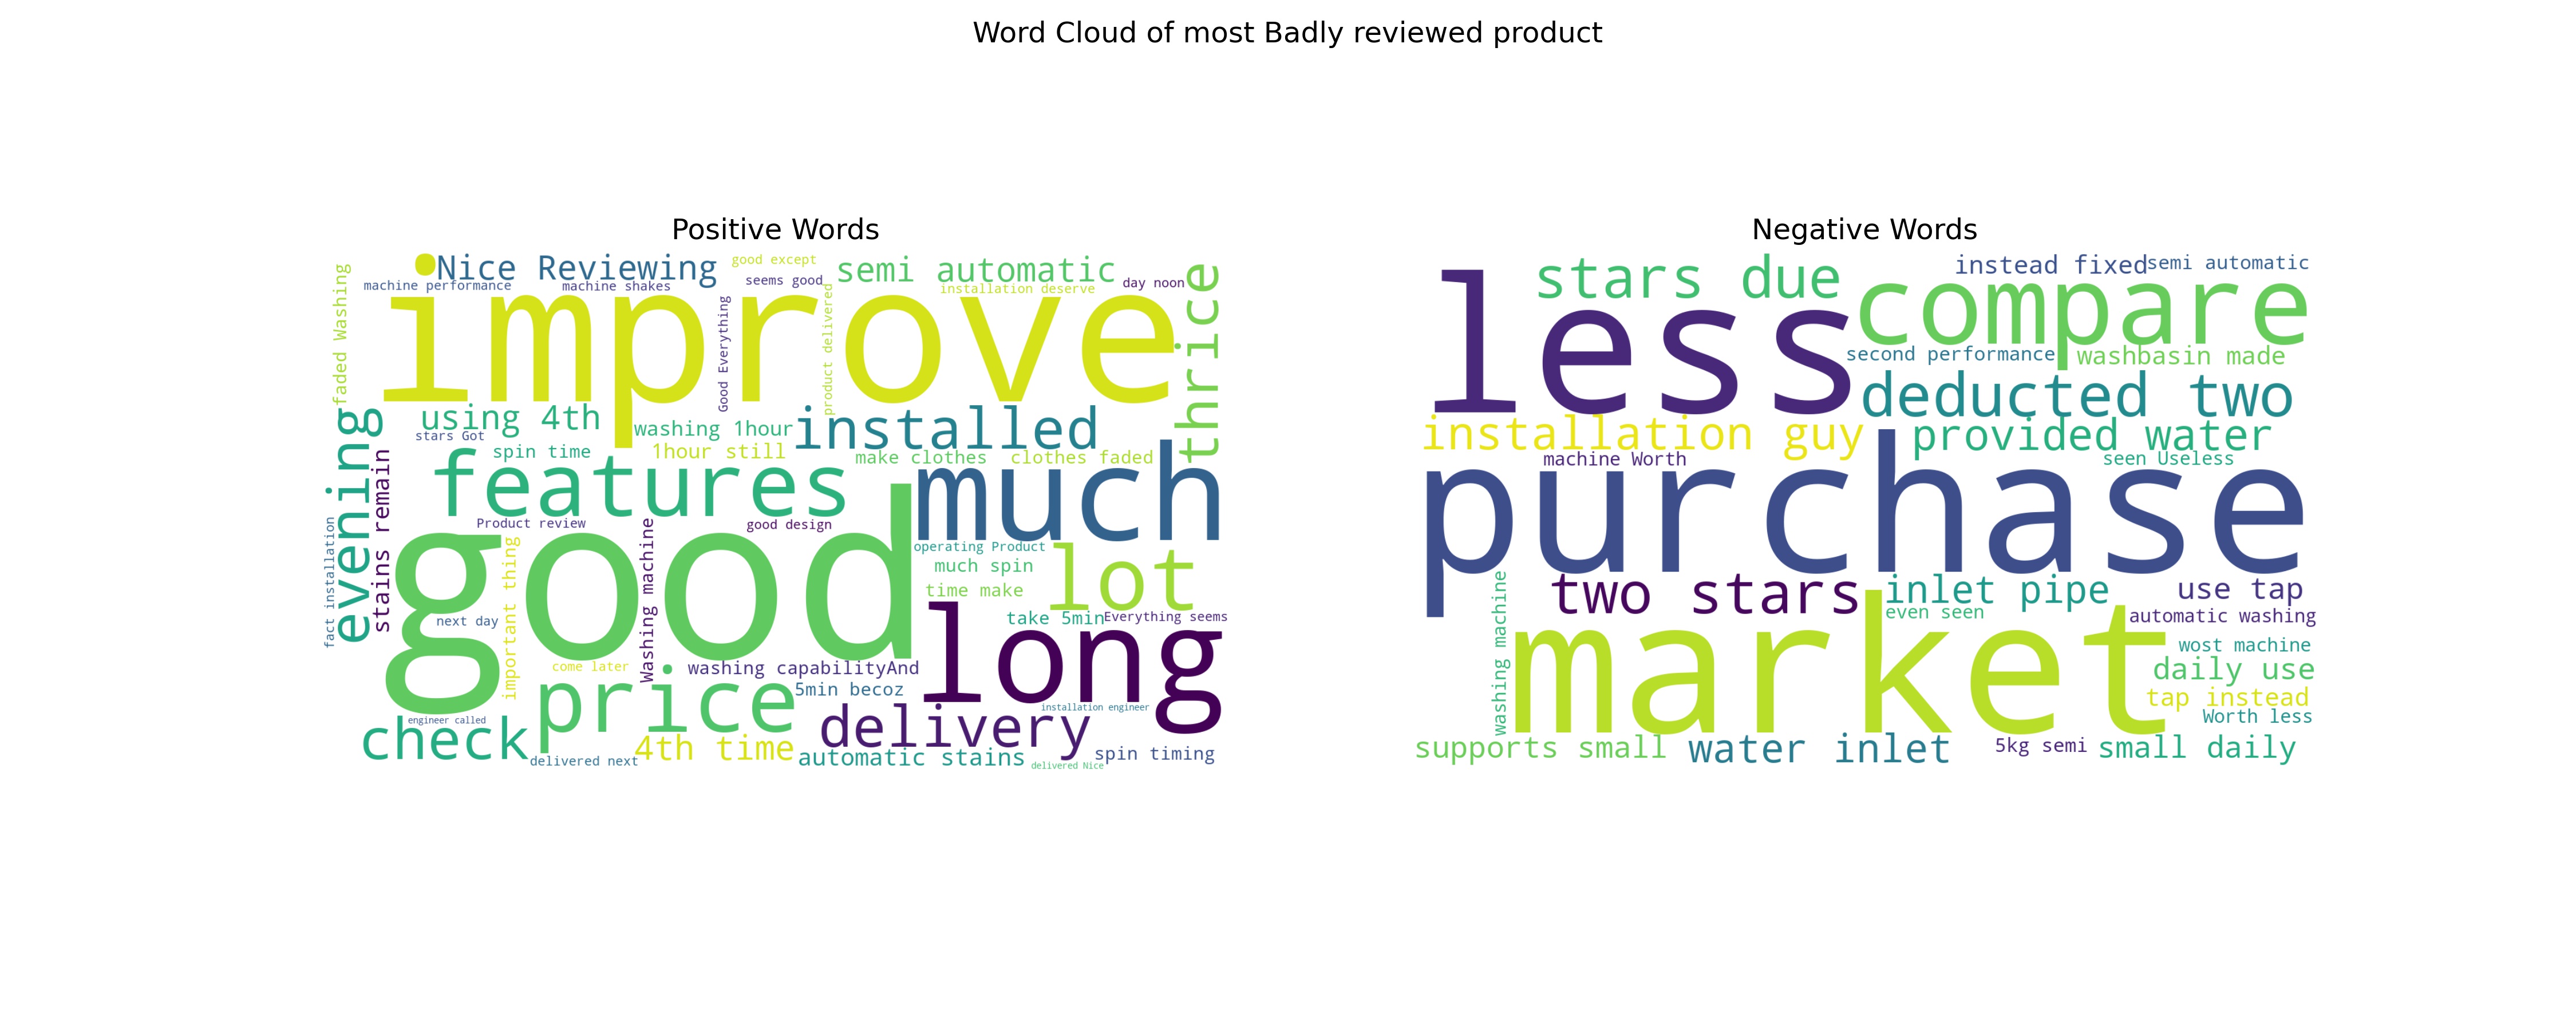 Word Cloud of most Badly reviewed product
Positive Words
Nice Reviewing
good except
semi automatic
machine performance
machine shakes
seems good
installation deserve
day noon
improve
thrice
faded Washing
Good Everything
product delivered
using 4th
stars Got
washing 1hour
installed
spin time
1hour still
make clothes
clothes faded
evening
features
much
stains remain
fact installation
Product review
good design
good
important thing
Washing machine
operating Product
much spin
lot
time make
next day
take 5min
Everything seems
long
come later
washing capabilityAnd
price
5min becoz
installation engineer
engineer called
check
delivery
delivered next
4th time
automatic stains
spin timing
delivered Nice
Negative Words
stars due
instead fixed
semi automatic
less
compare
second performance
washbasin made
deducted two
installation guy
provided water
machine Worth
seen Useless
purchase
washing machine
two stars
inlet pipe
use tap
even seen
automatic washing
market
wost machine
daily use
tap instead
Worth less
supports small
water inlet
5kg semi
small daily